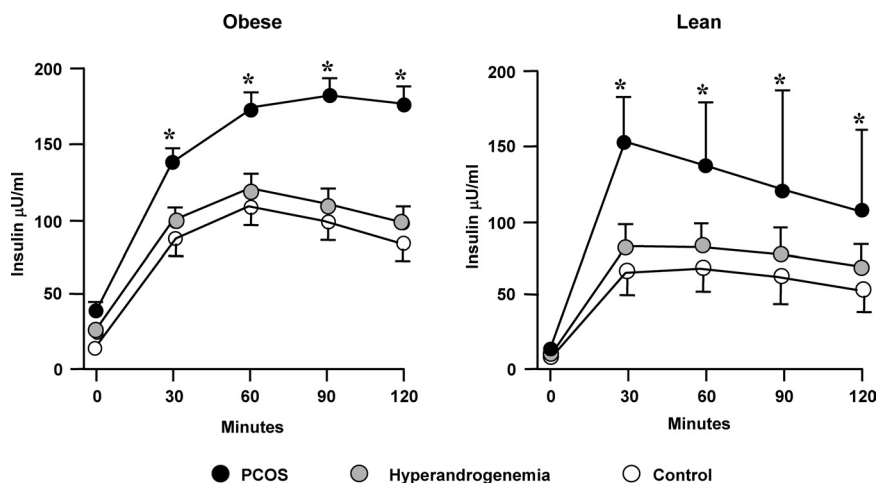 Obese
Lean
Insulin µU/ml
200
150
100
50
0
*
*
*
*
0 30 60 90 120
Minutes
Insulin µU/ml
200
150
100
50
0
*
*
*
*
0 30 60 90 120
Minutes
PCOS Hyperandrogenemia Control